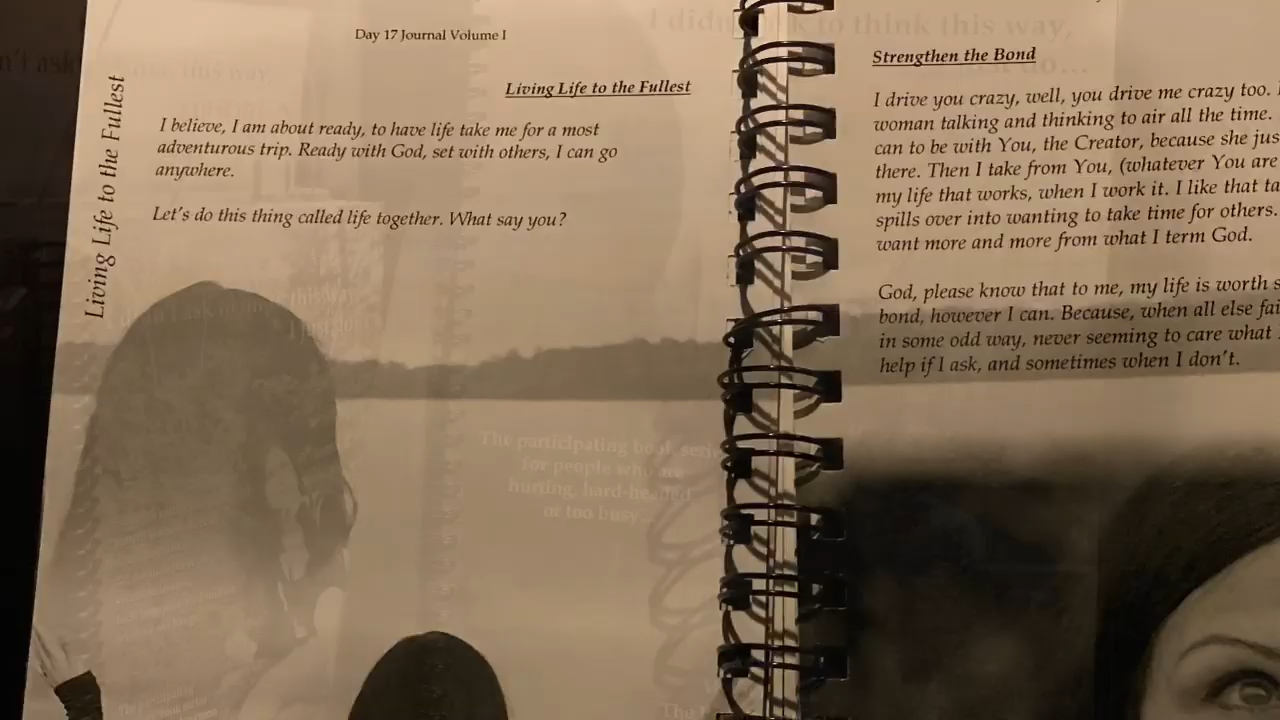 Day 17 Journal Volume I
Living Life to the Fullest
Living Life to the Fullest
I believe, I am about ready, to have life take me for a most
adventurous trip. Ready with God, set with others, I can go
anywhere.
Let's do this thing called life together. What say you?
The participating book seri
for people who are
hurting, hard-headed
or too busy...
I didn't ask to think this way,
do...
Strengthen the Bond
I drive you crazy, well, you drive me crazy too.
woman talking and thinking to air all the time.
can to be with You, the Creator, because she jus
there. Then I take from You, (whatever You are
my life that works, when I work it. I like that ta
spills over into wanting to take time for others.
want more and more from what I term God.
God, please know that to me, my life is worth s
bond, however I can. Because, when all else fai
in some odd way, never seeming to care what
help if I ask, and sometimes when I don't.